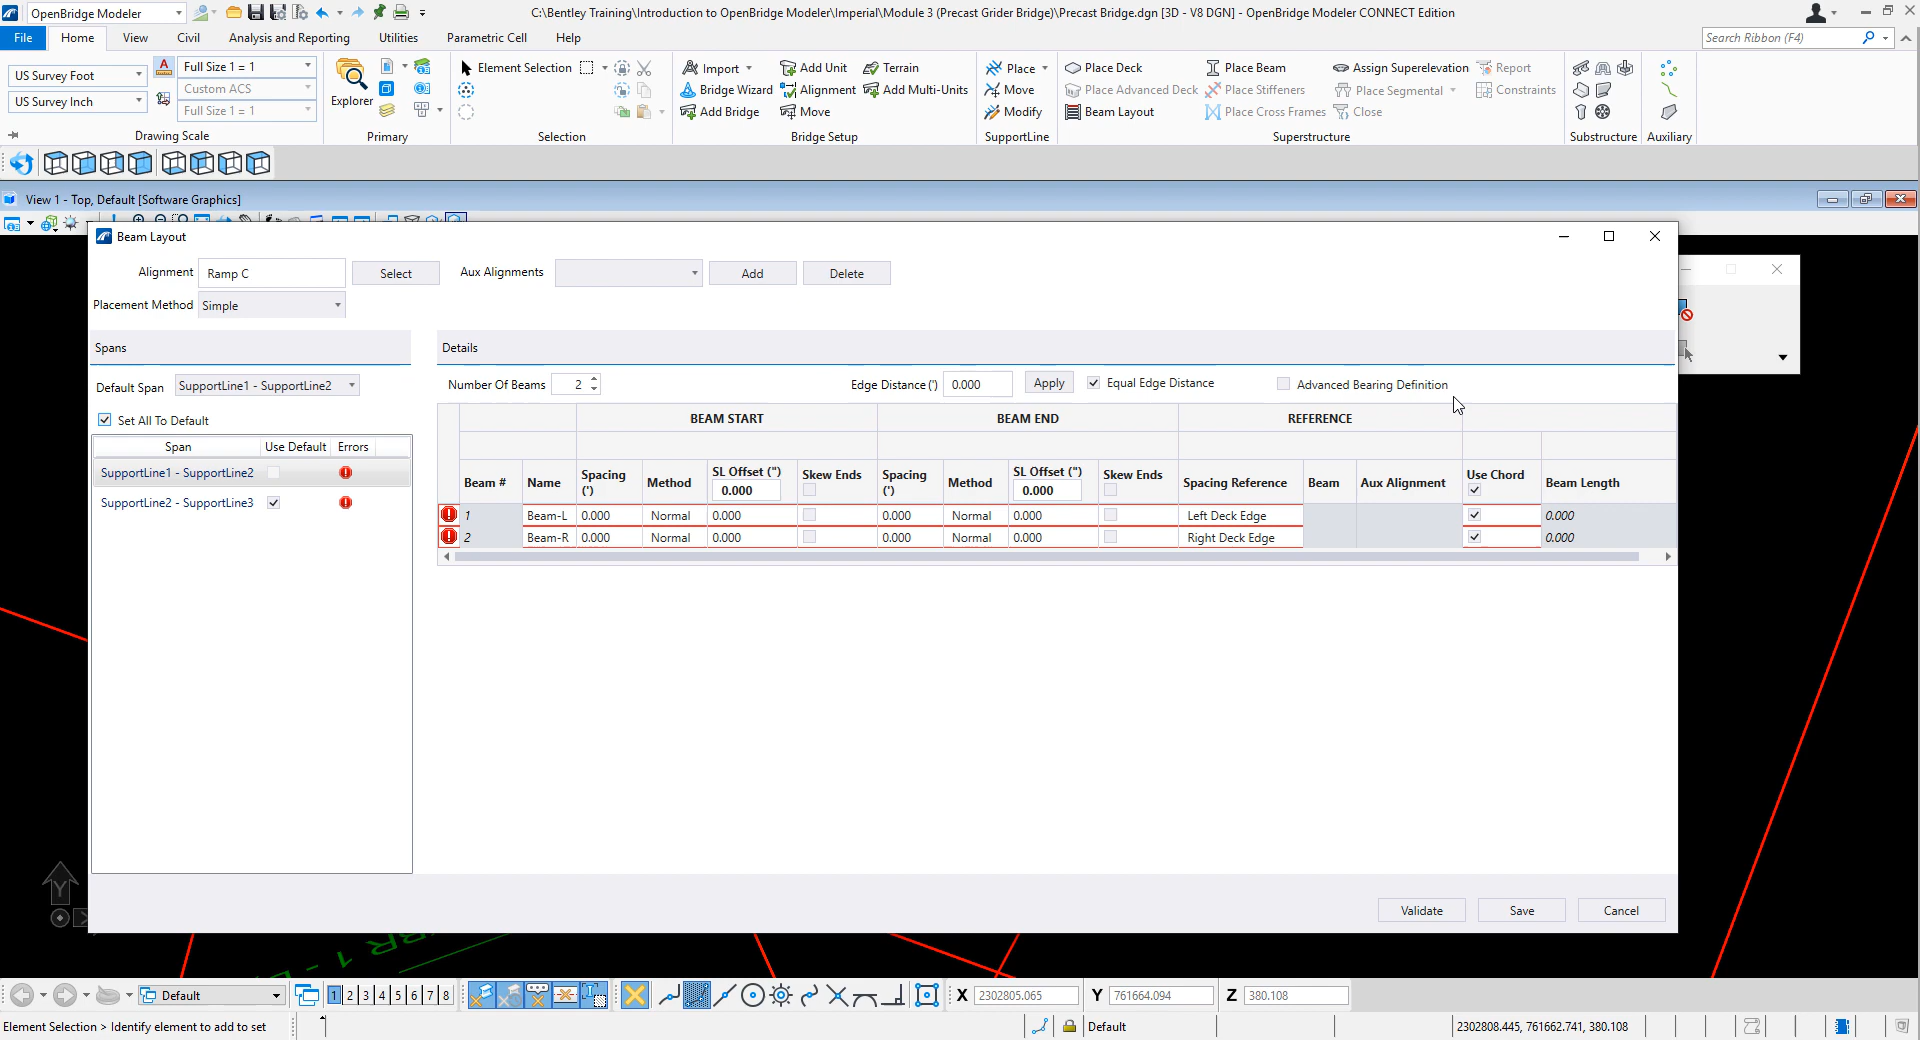 OpenBridge Modeler
C:\Bentley Training\Introduction to OpenBridge Modeler\Imperial\Module 3 (Precast Grider Bridge)\Precast Bridge.dgn [3D - V8 DGN] - OpenBridge Modeler CONNECT Edition
File Home View Civil Analysis and Reporting Utilities Parametric Cell Help
Search Ribbon (F4)
US Survey Foot
US Survey Inch
Full Size 1 = 1
Custom ACS
Full Size 1 = 1
Drawing Scale
Explorer
Primary
Element Selection
Selection
Import Add Unit Terrain
Bridge Wizard Alignment Add Multi-Units
Add Bridge Move
Bridge Setup
Place
Move
Modify
SupportLine
Place Deck Place Beam Assign Superelevation Report
Place Advanced Deck Place Stiffeners Place Segmental Constraints
Beam Layout Place Cross Frames Close
Superstructure
Substructure
Auxiliary
View 1 - Top, Default [Software Graphics]
Beam Layout
Alignment Ramp C Select Aux Alignments Add Delete
Placement Method Simple
Spans
Default Span SupportLine1 - SupportLine2
Set All To Default
Span Use Default Errors
SupportLine1 - SupportLine2
SupportLine2 - SupportLine3
Details
Number Of Beams 2 Edge Distance (') 0.000 Apply Equal Edge Distance Advanced Bearing Definition
BEAM START BEAM END REFERENCE
Beam # Name Spacing (') Method SL Offset (") 0.000 Skew Ends Spacing (') Method SL Offset (") 0.000 Skew Ends Spacing Reference Beam Aux Alignment Use Chord Beam Length
1 Beam-L 0.000 Normal 0.000 0.000 Normal 0.000 Left Deck Edge 0.000
2 Beam-R 0.000 Normal 0.000 0.000 Normal 0.000 Right Deck Edge 0.000
Validate Save Cancel
Y
Default 1 2 3 4 5 6 7 8 X 2302805.065 Y 761664.094 Z 380.108
Element Selection > Identify element to add to set Default 2302808.445, 761662.741, 380.108